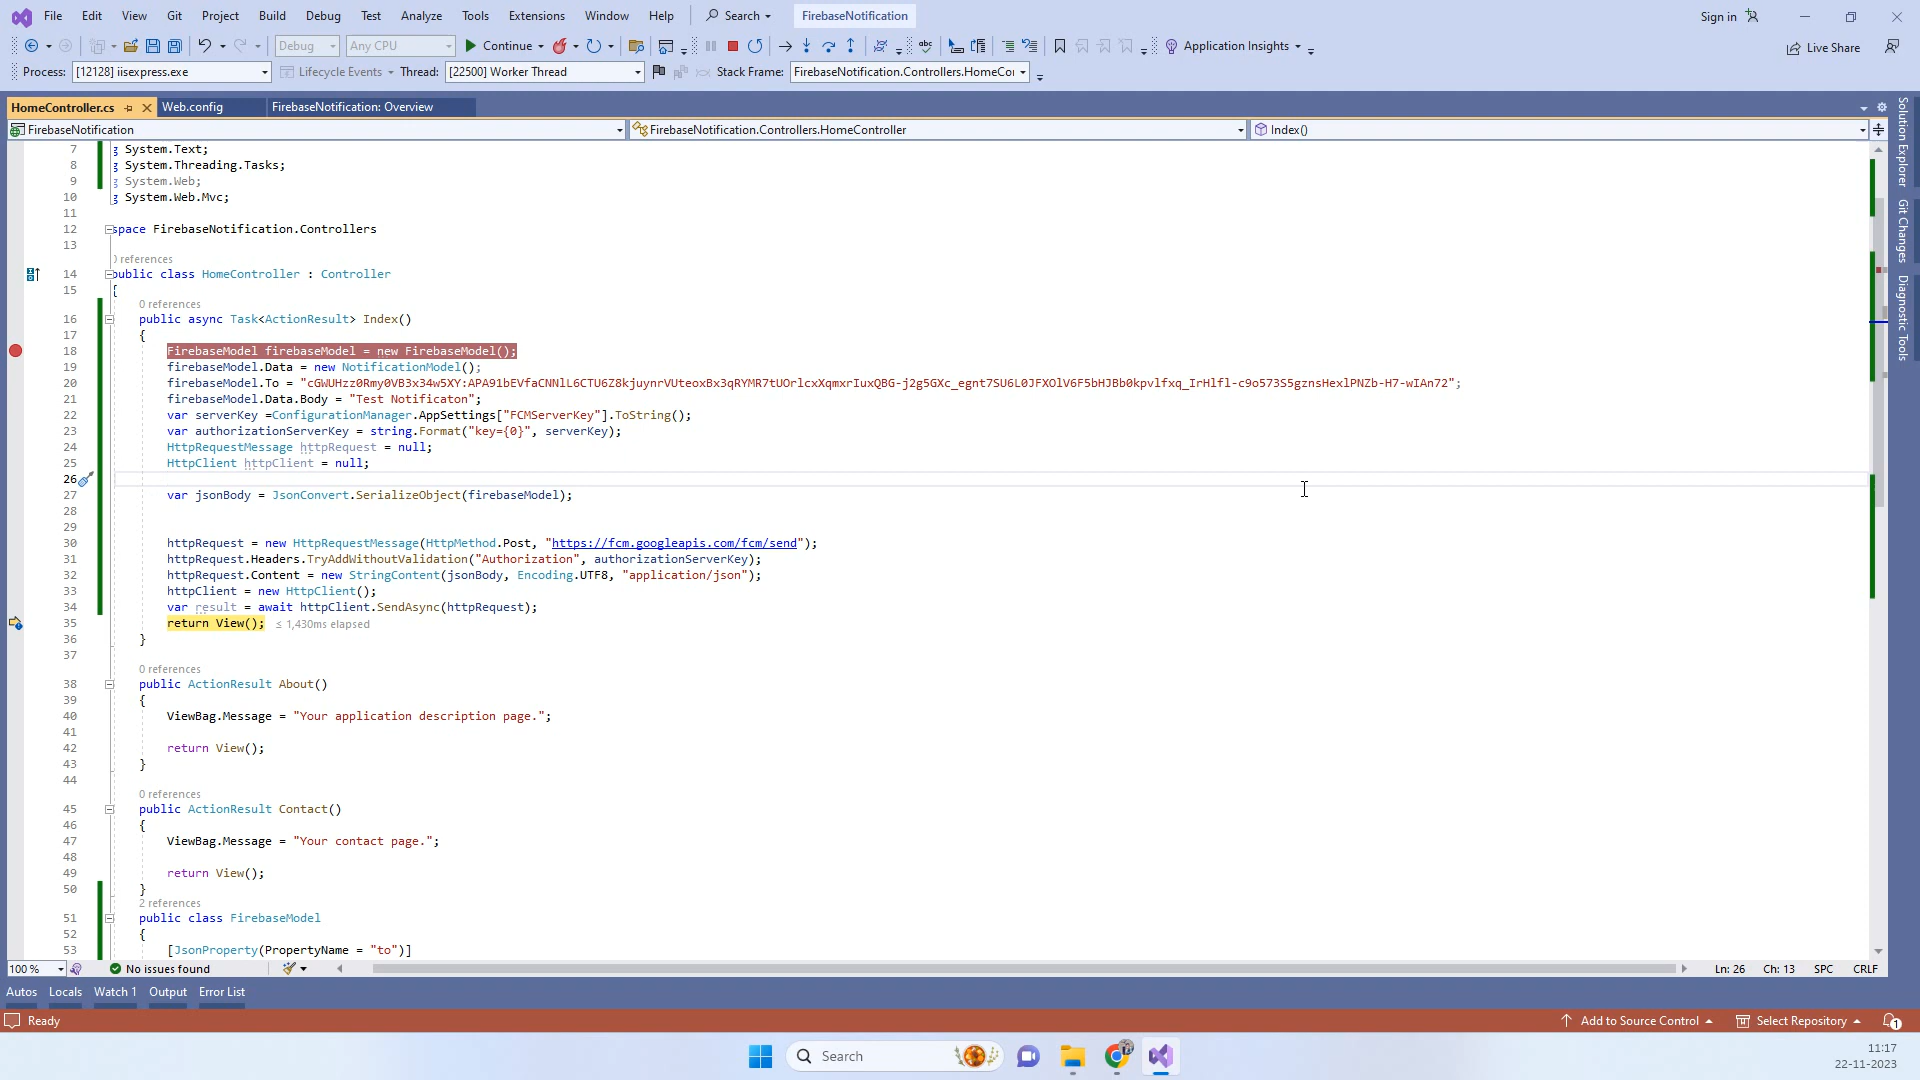 File Edit View Git Project Build Debug Test Analyze Tools Extensions Window Help Search FirebaseNotification Sign in
Debug Any CPU Continue Application Insights Live Share
Process: [12128] iisexpress.exe Lifecycle Events Thread: [22500] Worker Thread Stack Frame: FirebaseNotification.Controllers.HomeCo
HomeController.cs Web.config FirebaseNotification: Overview
FirebaseNotification FirebaseNotification.Controllers.HomeController Index()
7 System.Text;
8 System.Threading.Tasks;
9 System.Web;
10 System.Web.Mvc;
11
12 space FirebaseNotification.Controllers
13
references
14 public class HomeController : Controller
15 {
0 references
16 public async Task<ActionResult> Index()
17 {
18 FirebaseModel firebaseModel = new FirebaseModel();
19 firebaseModel.Data = new NotificationModel();
20 firebaseModel.To = "cGWUHzz0Rmy0VB3x34w5XY:APA91bEVfaCNNlL6CTU6Z8kjuynrVUteoxBx3qRYMR7tUOrlcxXqmxrIuxQBG-j2g5GXc_egnt7SU6L0JFXOlV6F5bHJBb0kpvlfxq_IrHlfl-c9o573S5gznsHexlPNZb-H7-wIAn72";
21 firebaseModel.Data.Body = "Test Notificaton";
22 var serverKey =ConfigurationManager.AppSettings["FCMServerKey"].ToString();
23 var authorizationServerKey = string.Format("key={0}", serverKey);
24 HttpRequestMessage httpRequest = null;
25 HttpClient httpClient = null;
26
27 var jsonBody = JsonConvert.SerializeObject(firebaseModel);
28
29
30 httpRequest = new HttpRequestMessage(HttpMethod.Post, "https://fcm.googleapis.com/fcm/send");
31 httpRequest.Headers.TryAddWithoutValidation("Authorization", authorizationServerKey);
32 httpRequest.Content = new StringContent(jsonBody, Encoding.UTF8, "application/json");
33 httpClient = new HttpClient();
34 var result = await httpClient.SendAsync(httpRequest);
35 return View(); ≤ 1,430ms elapsed
36 }
37
0 references
38 public ActionResult About()
39 {
40 ViewBag.Message = "Your application description page.";
41
42 return View();
43 }
44
0 references
45 public ActionResult Contact()
46 {
47 ViewBag.Message = "Your contact page.";
48
49 return View();
50 }
2 references
51 public class FirebaseModel
52 {
53 [JsonProperty(PropertyName = "to")]
Solution Explorer
Git Changes
Diagnostic Tools
100 % No issues found Ln: 26 Ch: 13 SPC CRLF
Autos Locals Watch 1 Output Error List
Ready Add to Source Control Select Repository 1
Search
11:17
22-11-2023